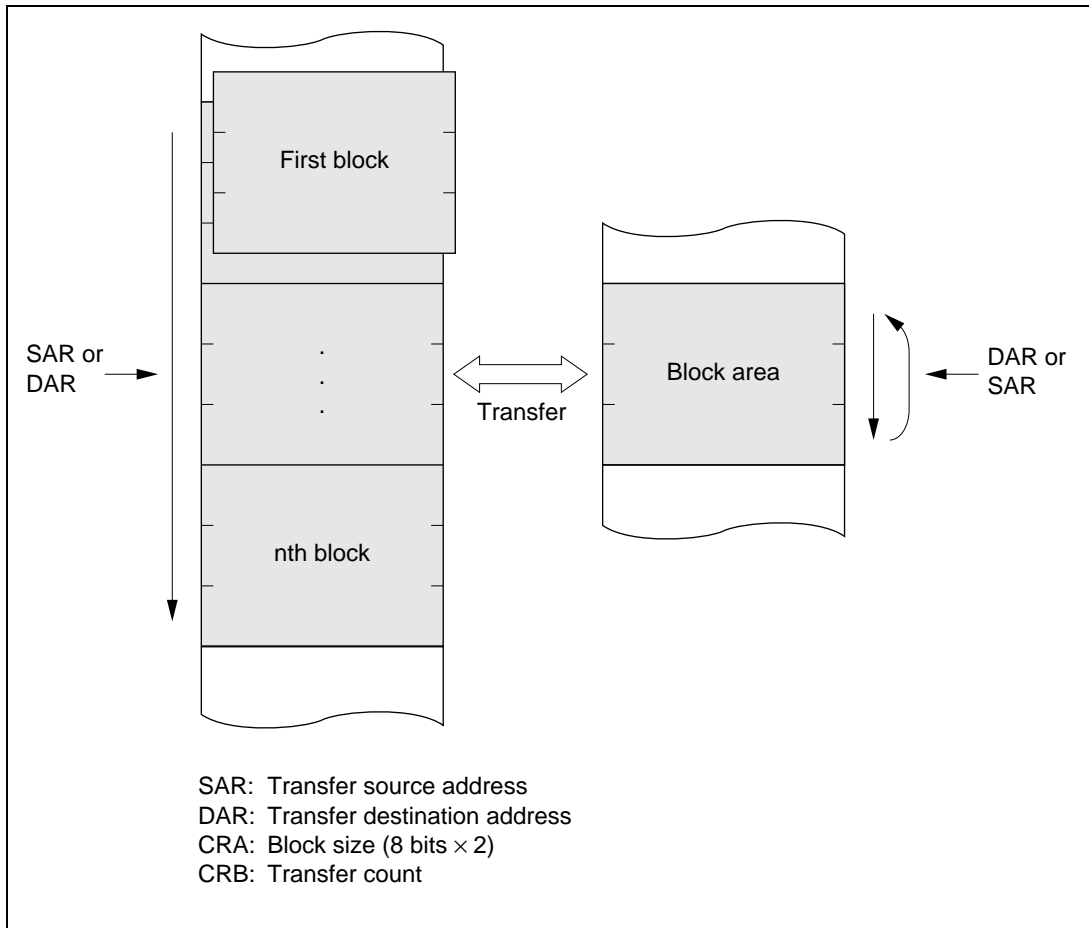 First block
SAR or
DAR
.
.
.
Transfer
Block area
DAR or
SAR
nth block
SAR: Transfer source address
DAR: Transfer destination address
CRA: Block size (8 bits × 2)
CRB: Transfer count